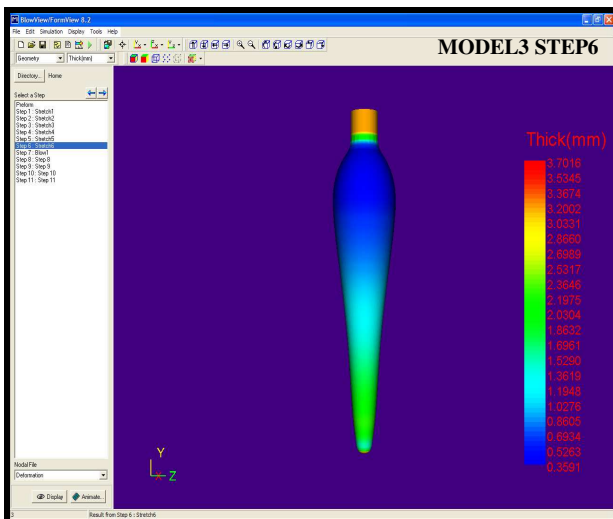 BlowView/FormView 8.2
File Edit Simulation Display Tools Help
MODEL3 STEP6
Geometry Thick(mm)
Directory... Home
Select a Step
Preform
Step 1 : Stretch1
Step 2 : Stretch2
Step 3 : Stretch3
Step 4 : Stretch4
Step 5 : Stretch5
Step 6 : Stretch6
Step 7 : Blow1
Step 8 : Step 8
Step 9 : Step 9
Step 10 : Step 10
Step 11 : Step 11
Thick(mm)
3.7016
3.5345
3.3674
3.2002
3.0331
2.8660
2.6989
2.5317
2.3646
2.1975
2.0304
1.8632
1.6961
1.5290
1.3619
1.1948
1.0276
0.8605
0.6934
0.5263
0.3591
Y
X Z
Nodal File
Deformation
Display Animate...
3 Result from Step 6 : Stretch6